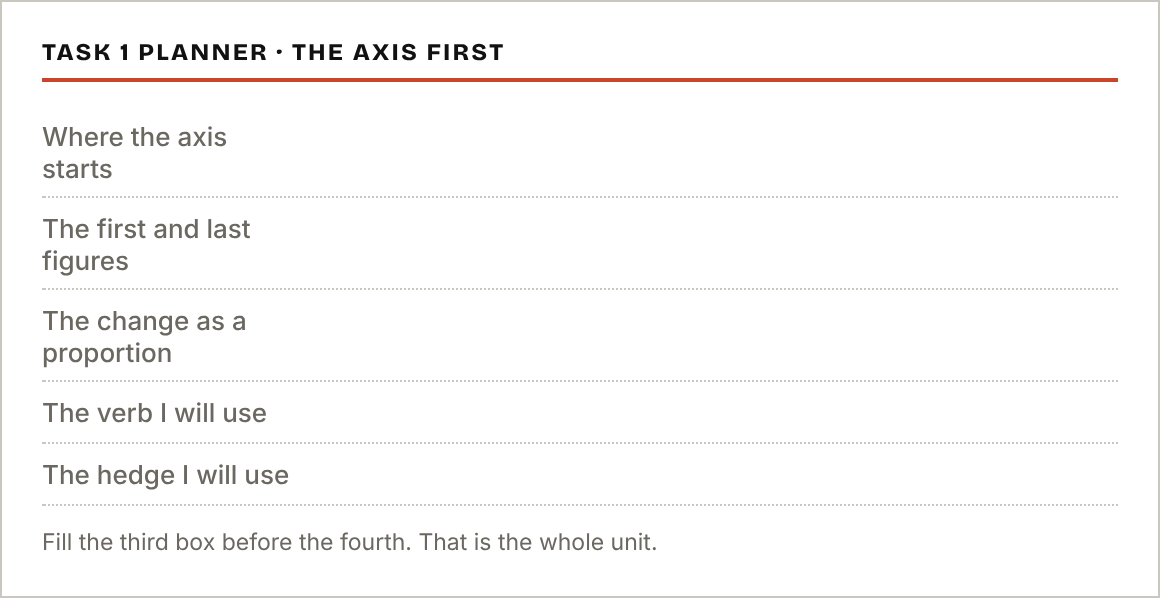 TASK 1 PLANNER · THE AXIS FIRST
Where the axis
starts
The first and last
figures
The change as a
proportion
The verb I will use
The hedge I will use
Fill the third box before the fourth. That is the whole unit.